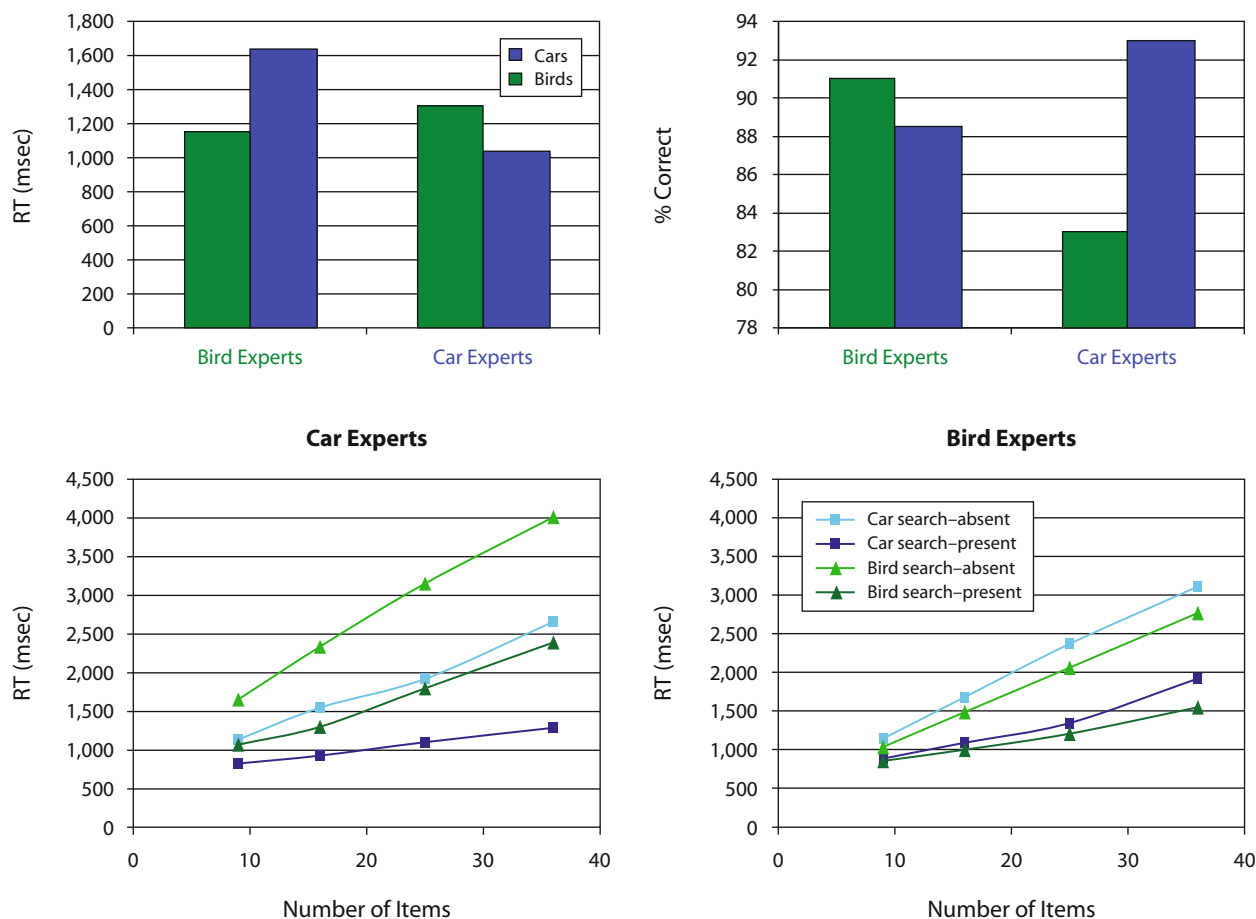 1,800
1,600
1,400
1,200
1,000
800
600
400
200
0
RT (msec)
Cars
Birds
Bird Experts
Car Experts
94
92
90
88
86
84
82
80
78
% Correct
Bird Experts
Car Experts
Car Experts
4,500
4,000
3,500
3,000
2,500
2,000
1,500
1,000
500
0
RT (msec)
0
10
20
30
40
Number of Items
Bird Experts
4,500
4,000
3,500
3,000
2,500
2,000
1,500
1,000
500
0
RT (msec)
Car search–absent
Car search–present
Bird search–absent
Bird search–present
0
10
20
30
40
Number of Items